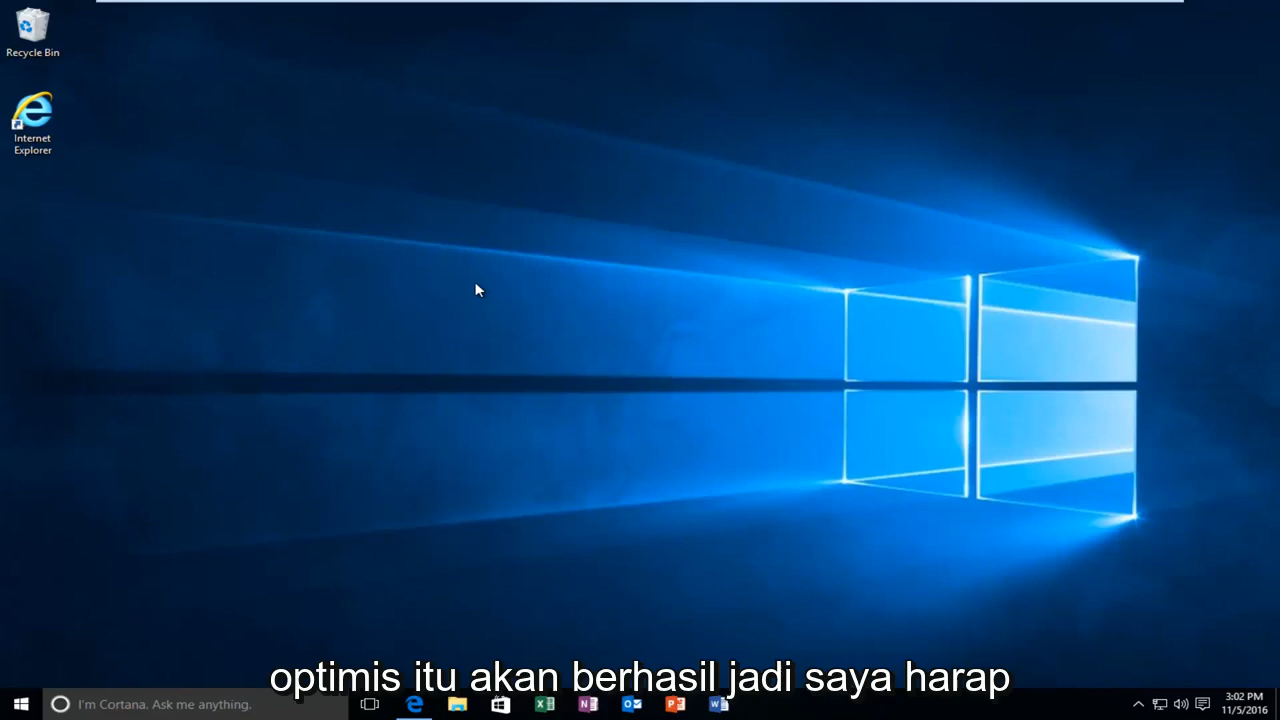 Recycle Bin
Internet
Explorer
optimis itu akan berhasil jadi saya harap
I'm Cortana. Ask me anything.
3:02 PM
11/5/2016